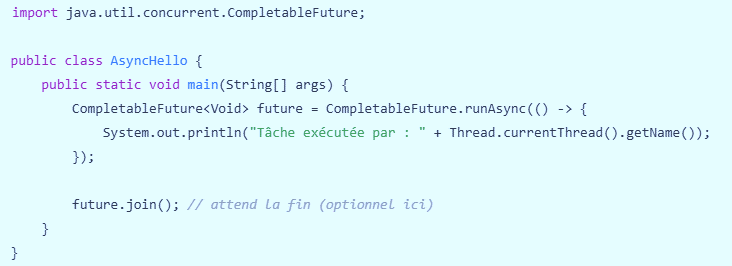 import java.util.concurrent.CompletableFuture;

public class AsyncHello {
    public static void main(String[] args) {
        CompletableFuture<Void> future = CompletableFuture.runAsync(() -> {
            System.out.println("Tâche exécutée par : " + Thread.currentThread().getName());
        });

        future.join(); // attend la fin (optionnel ici)
    }
}